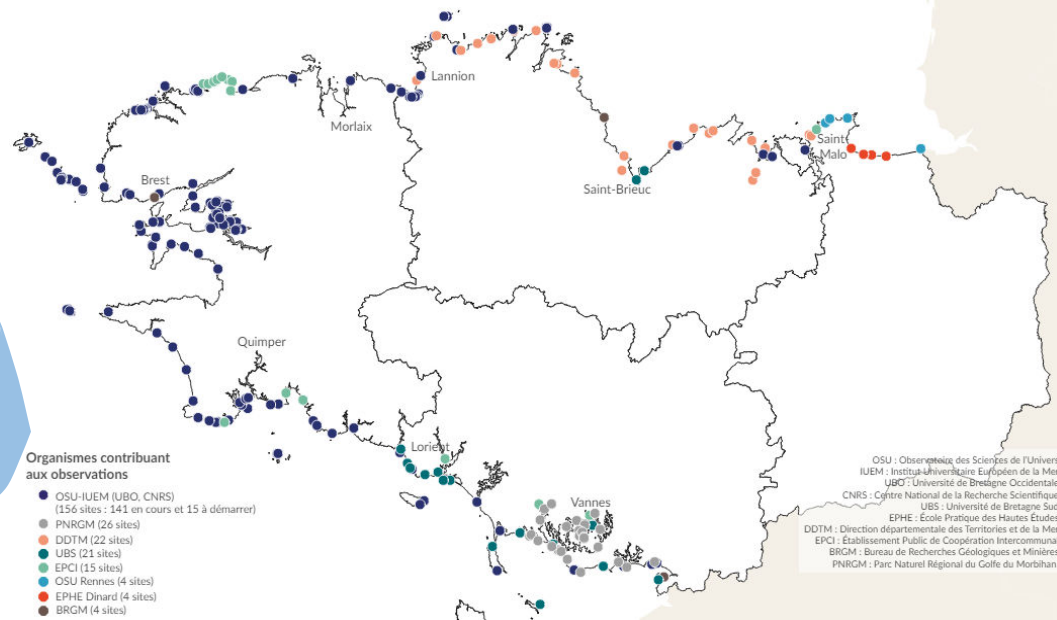 Lannion
Morlaix
Saint-
Malo
Brest
Saint-Brieuc
Quimper
Lorient
Vannes
Organismes contribuant
aux observations
OSU-IUEM (UBO, CNRS)
(156 sites : 141 en cours et 15 à démarrer)
PNRGM (26 sites)
DDTM (22 sites)
UBS (21 sites)
EPCI (15 sites)
OSU Rennes (4 sites)
EPHE Dinard (4 sites)
BRGM (4 sites)
OSU : Observatoire des Sciences de l'Univers
IUEM : Institut Universitaire Européen de la Mer
UBO : Université de Bretagne Occidentale
CNRS : Centre National de la Recherche Scientifique
UBS : Université de Bretagne Sud
EPHE : École Pratique des Hautes Études
DDTM : Direction départementale des Territoires et de la Mer
EPCI : Établissement Public de Coopération Intercommunal
BRGM : Bureau de Recherches Géologiques et Minières
PNRGM : Parc Naturel Régional du Golfe du Morbihan